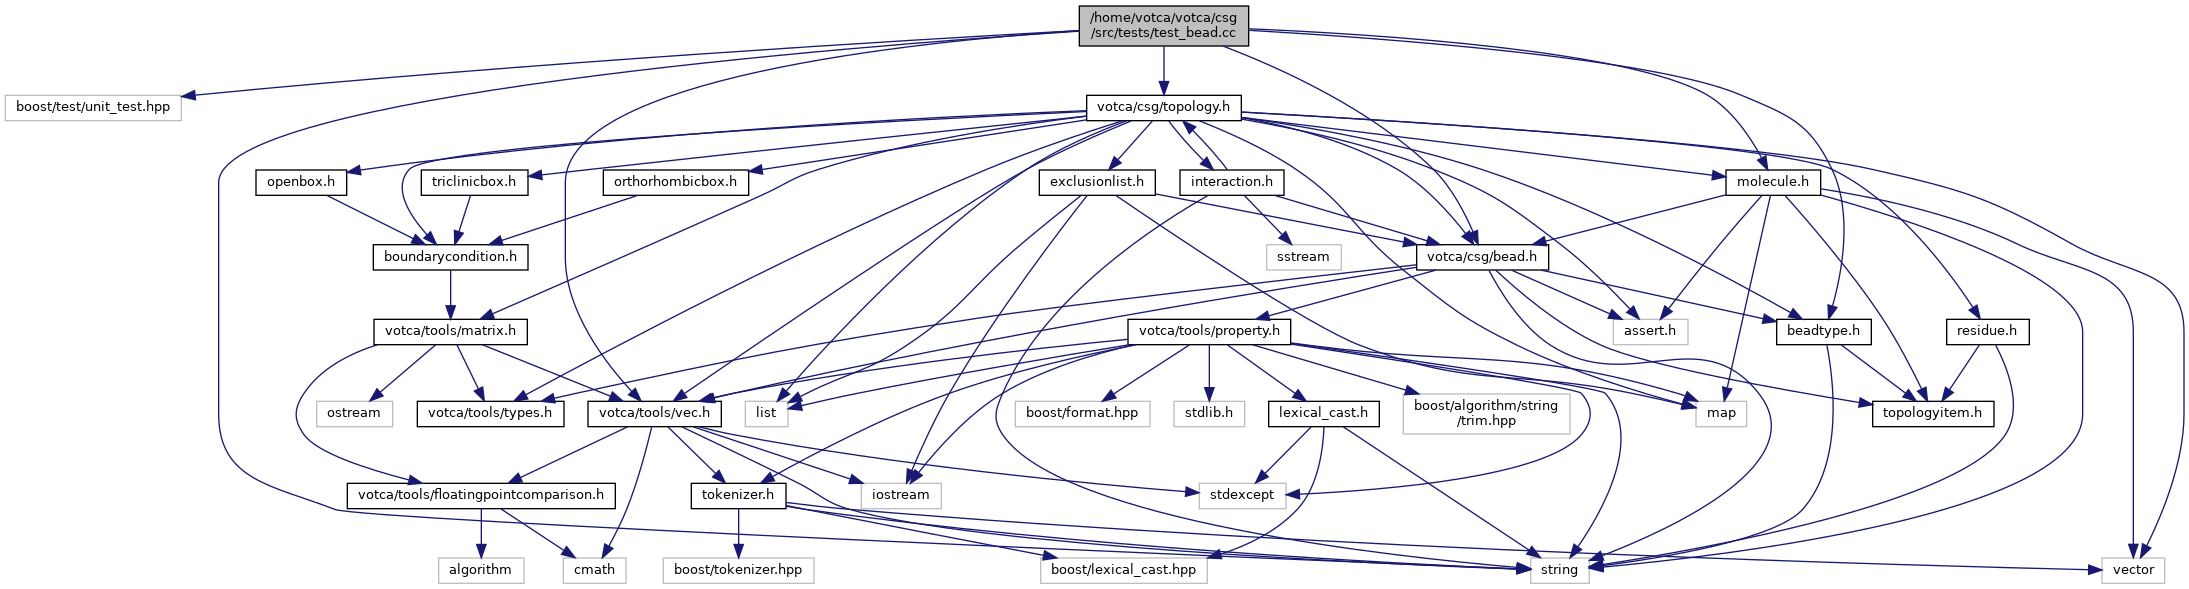 /home/votca/votca/csg
/src/tests/test_bead.cc
boost/test/unit_test.hpp
votca/csg/topology.h
openbox.h
triclinicbox.h
orthorhombicbox.h
exclusionlist.h
interaction.h
molecule.h
boundarycondition.h
sstream
votca/csg/bead.h
votca/tools/matrix.h
votca/tools/property.h
assert.h
beadtype.h
residue.h
ostream
votca/tools/types.h
votca/tools/vec.h
list
boost/format.hpp
stdlib.h
lexical_cast.h
boost/algorithm/string
/trim.hpp
map
topologyitem.h
votca/tools/floatingpointcomparison.h
tokenizer.h
iostream
stdexcept
algorithm
cmath
boost/tokenizer.hpp
boost/lexical_cast.hpp
string
vector